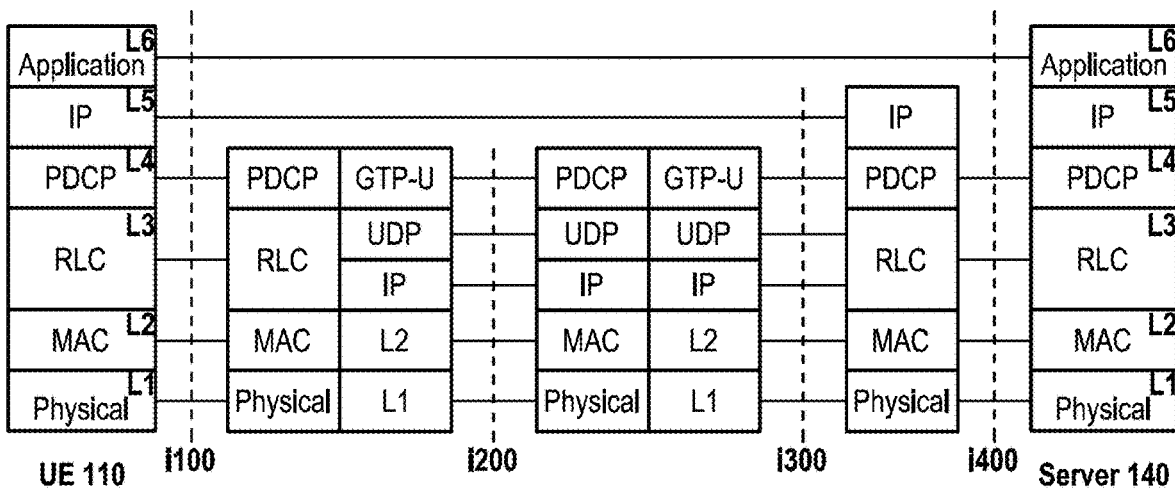 L6
Application
L6
Application
L5
IP
IP
L5
IP
L4
PDCP
PDCP
GTP-U
PDCP
GTP-U
PDCP
L4
PDCP
L3
RLC
RLC
UDP
UDP
UDP
RLC
L3
RLC
IP
IP
IP
L2
MAC
MAC
L2
MAC
L2
MAC
L2
MAC
L1
Physical
Physical
L1
Physical
L1
Physical
L1
Physical
UE 110
i100
i200
i300
i400
Server 140